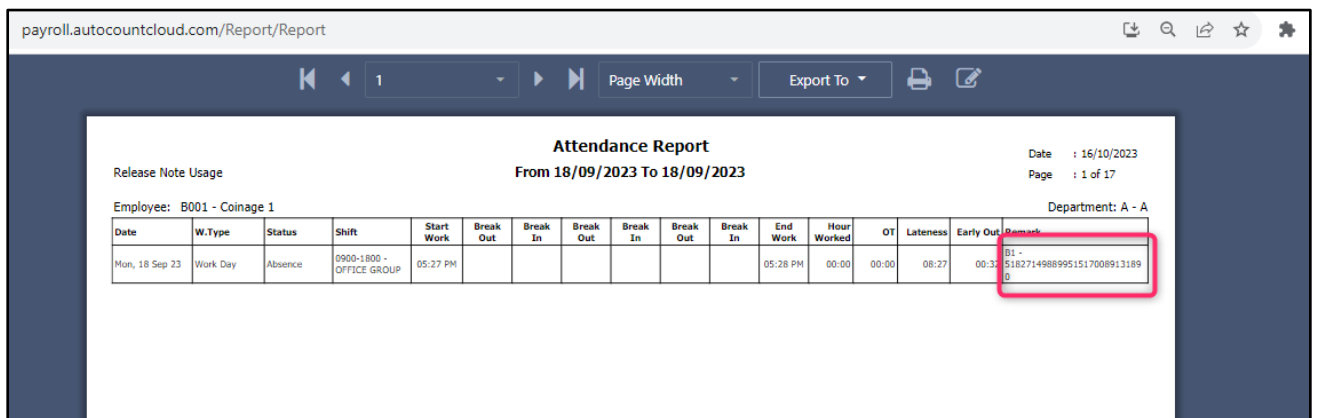 payroll.autocountcloud.com/Report/Report
1
Page Width
Export To
Attendance Report
Date : 16/10/2023
Release Note Usage
From 18/09/2023 To 18/09/2023
Page : 1 of 17
Employee: B001 - Coinage 1
Department: A - A
Date W.Type Status Shift Start Work Break Out Break In Break Out Break In Break Out Break In End Work Hour Worked OT Lateness Early Out Remark
Mon, 18 Sep 23 Work Day Absence 0900-1800 - OFFICE GROUP 05:27 PM 05:28 PM 00:00 00:00 08:27 00:32 B1 -
51827149889951517008913189
0